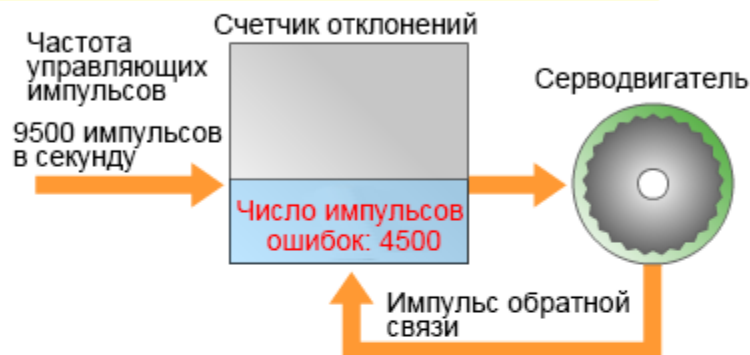 Счетчик отклонений
Частота
управляющих
импульсов
9500 импульсов
в секунду
Серводвигатель
Число импульсов
ошибок: 4500
Импульс обратной
связи